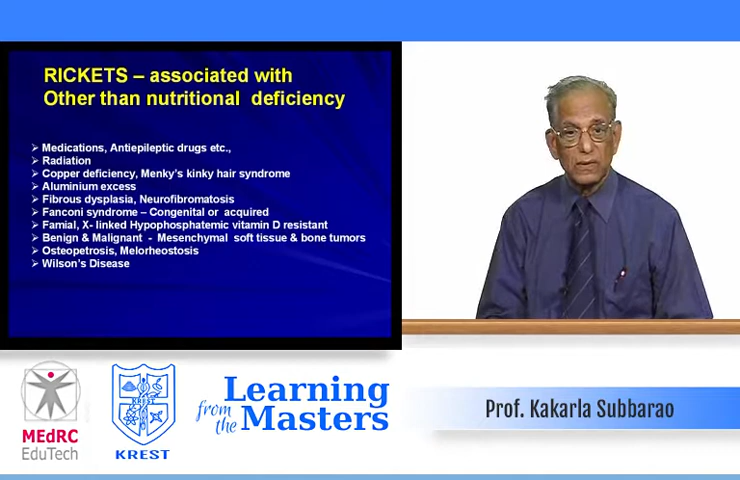 RICKETS – associated with
Other than nutritional deficiency
➢ Medications, Antiepileptic drugs etc.,
➢ Radiation
➢ Copper deficiency, Menky's kinky hair syndrome
➢ Aluminium excess
➢ Fibrous dysplasia, Neurofibromatosis
➢ Fanconi syndrome – Congenital or acquired
➢ Famial, X- linked Hypophosphatemic vitamin D resistant
➢ Benign & Malignant - Mesenchymal soft tissue & bone tumors
➢ Osteopetrosis, Melorheostosis
➢ Wilson's Disease
MEdRC
EduTech
KREST
KREST
Learning
from the Masters
Prof. Kakarla Subbarao